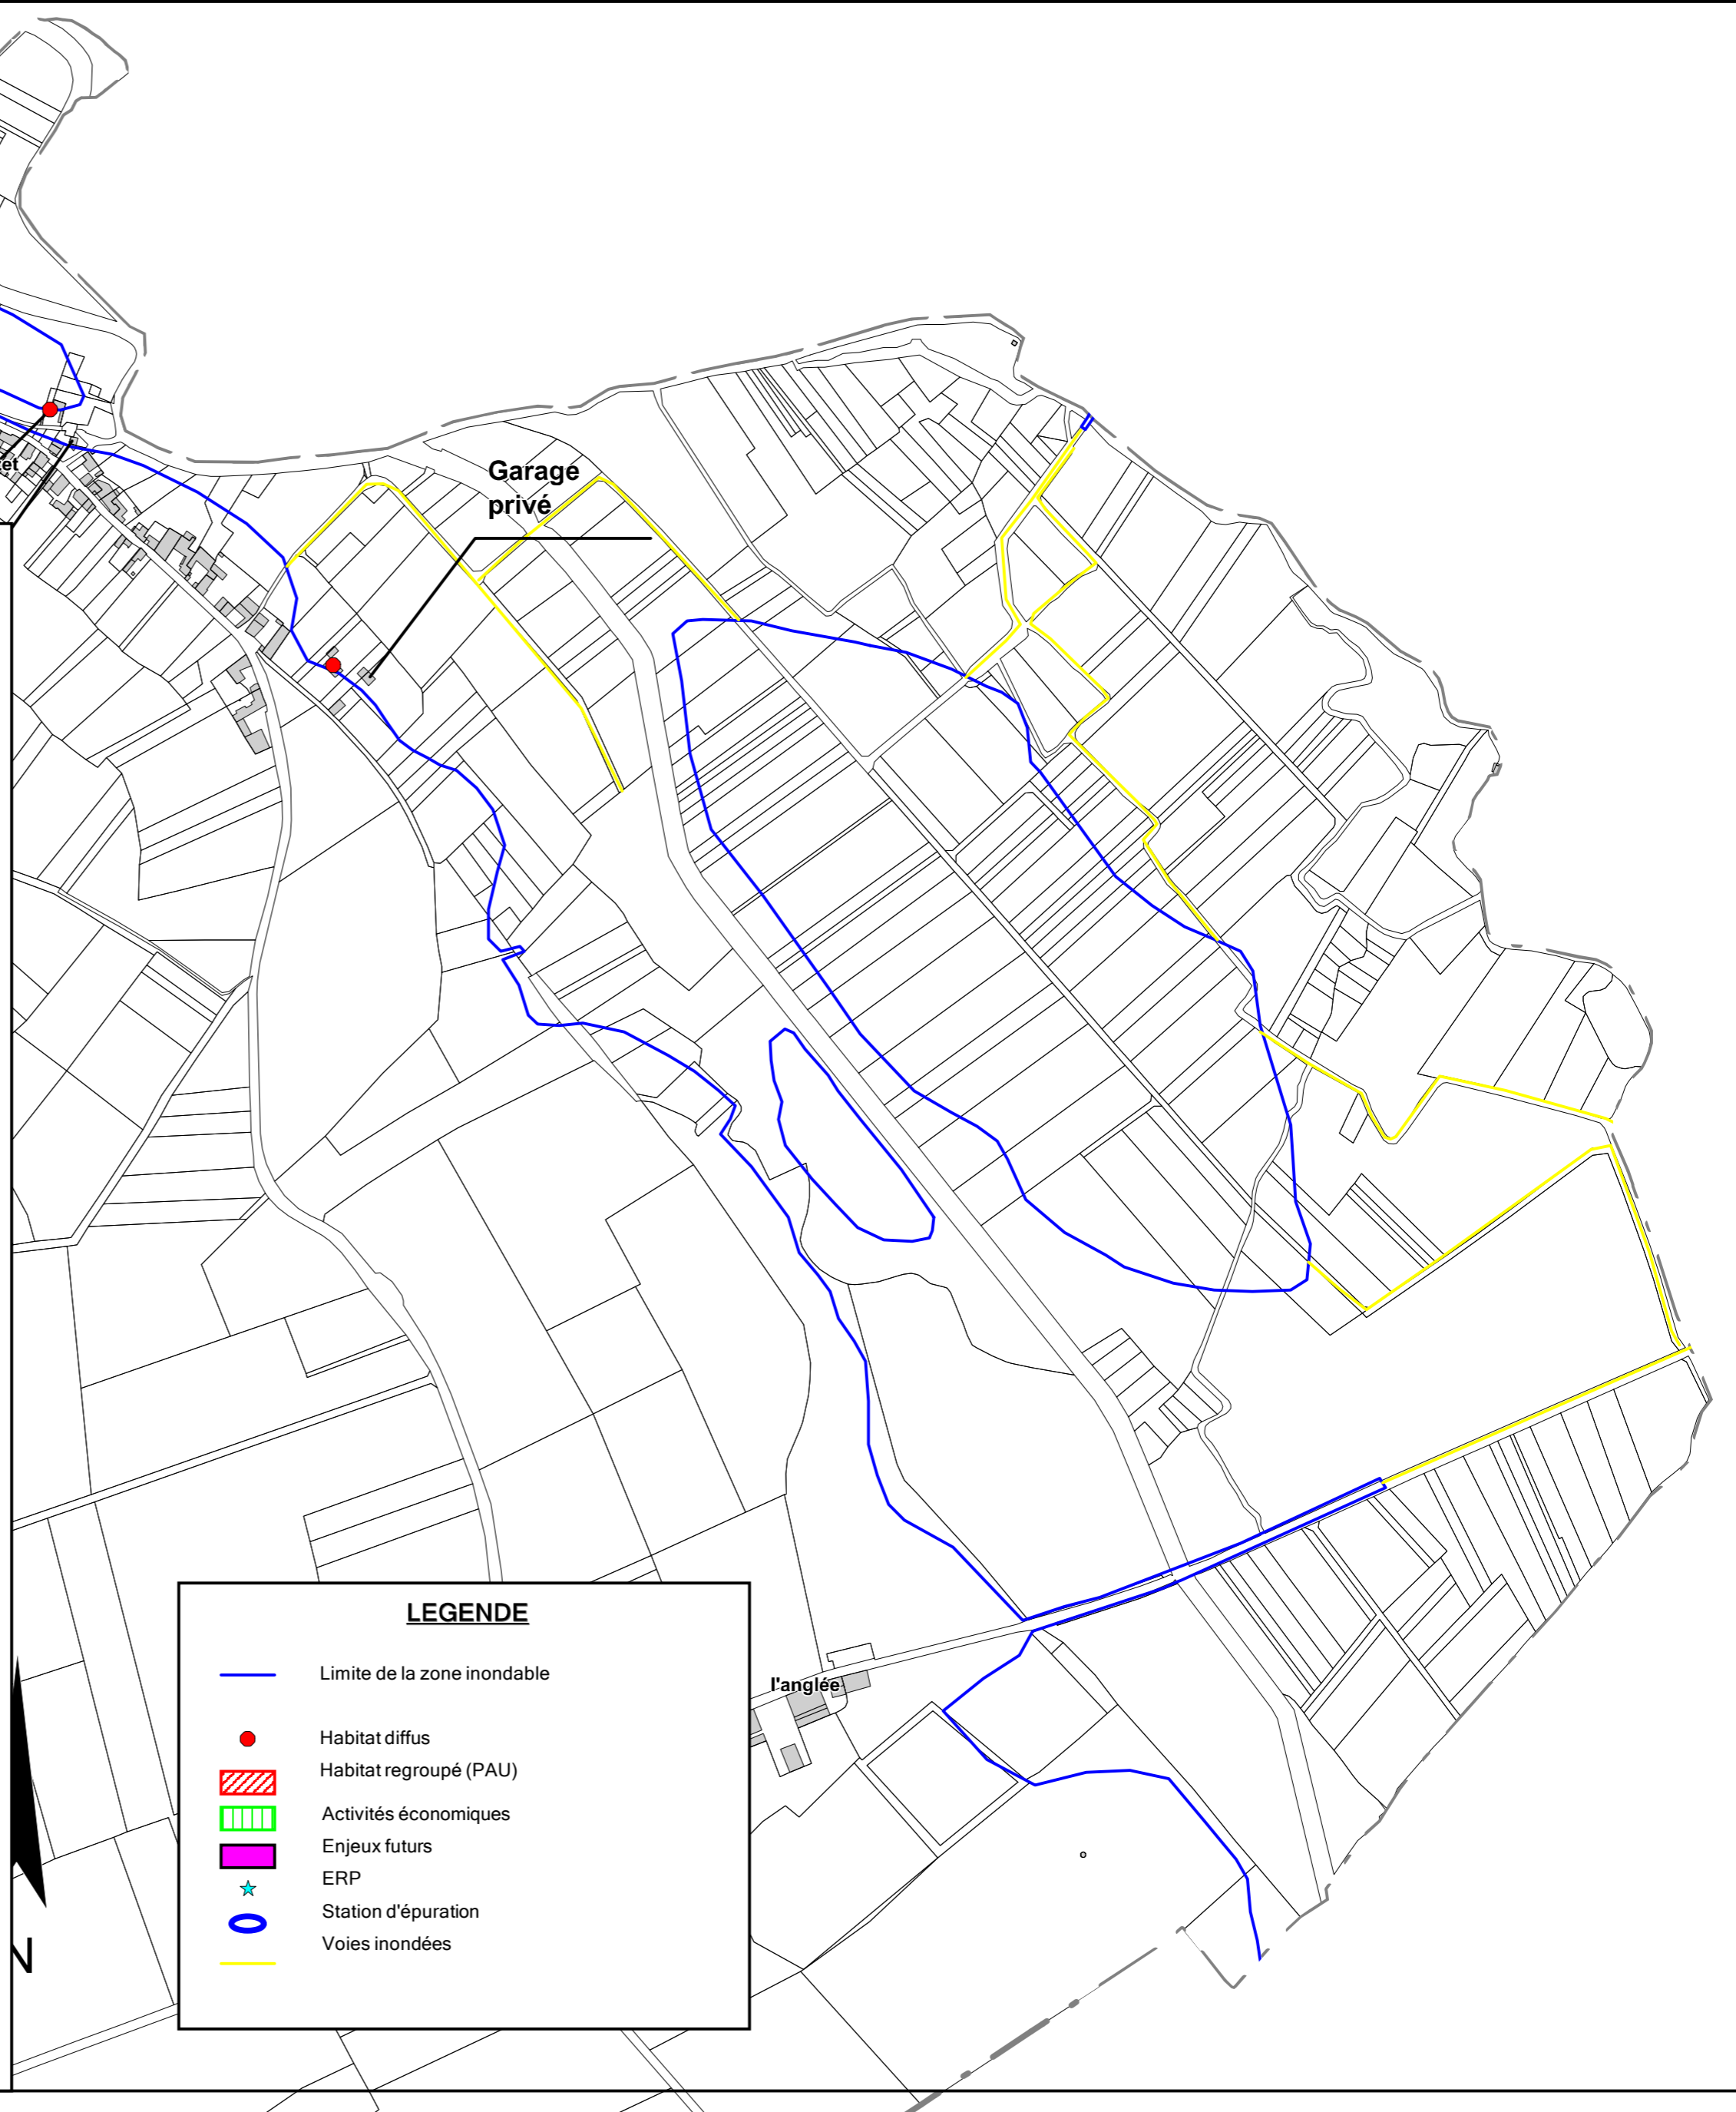 Garage
privé
zet
LEGENDE
Limite de la zone inondable
Habitat diffus
Habitat regroupé (PAU)
Activités économiques
Enjeux futurs
ERP
Station d'épuration
Voies inondées
l'anglée
N